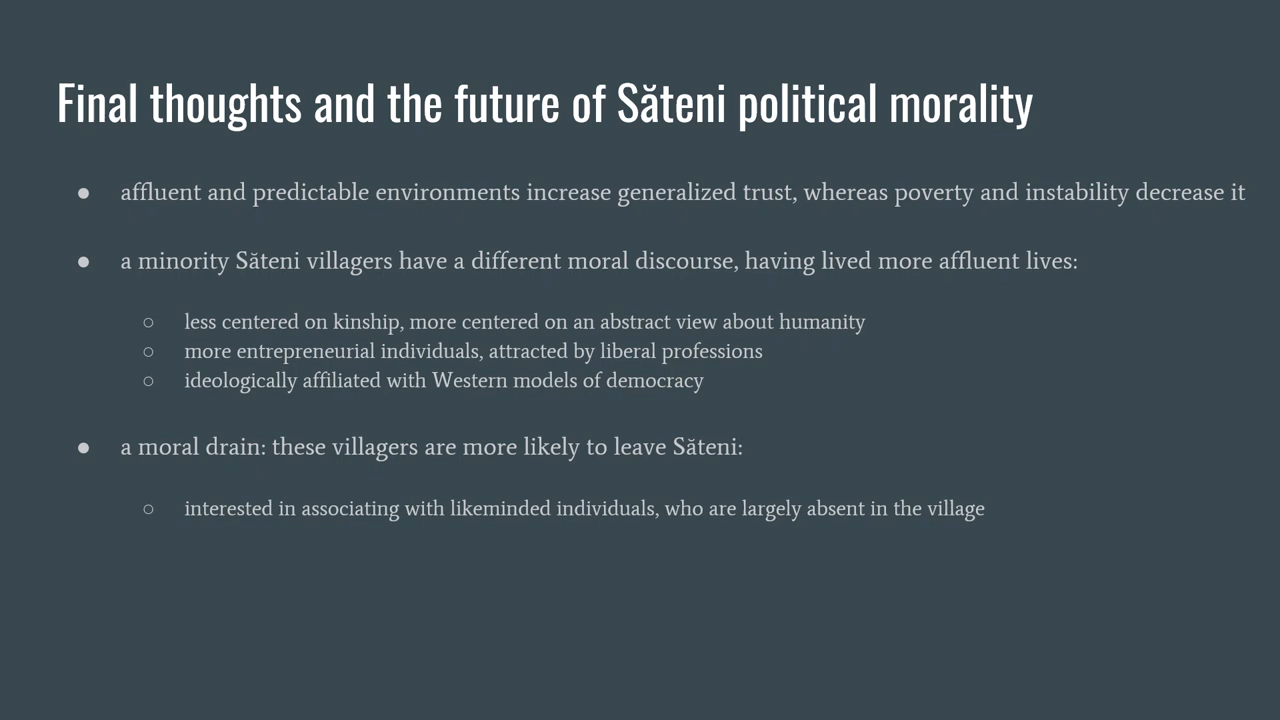 Final thoughts and the future of Săteni political morality
● affluent and predictable environments increase generalized trust, whereas poverty and instability decrease it
● a minority Săteni villagers have a different moral discourse, having lived more affluent lives:
○ less centered on kinship, more centered on an abstract view about humanity
○ more entrepreneurial individuals, attracted by liberal professions
○ ideologically affiliated with Western models of democracy
● a moral drain: these villagers are more likely to leave Săteni:
○ interested in associating with likeminded individuals, who are largely absent in the village